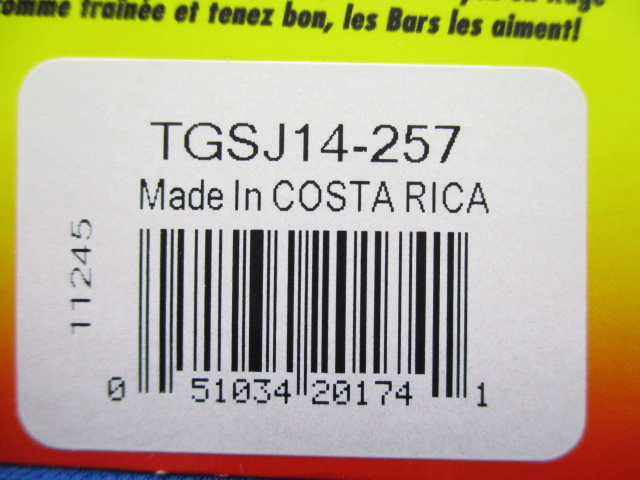 comme traînée et tenez bon, les Bars les aiment!
TGSJ14-257
Made In COSTA RICA
11245
0 51034 20174 1